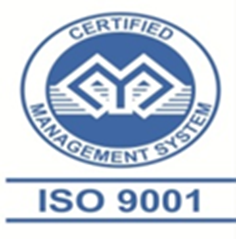 CERTIFIED
MANAGEMENT SYSTEM
ISO 9001